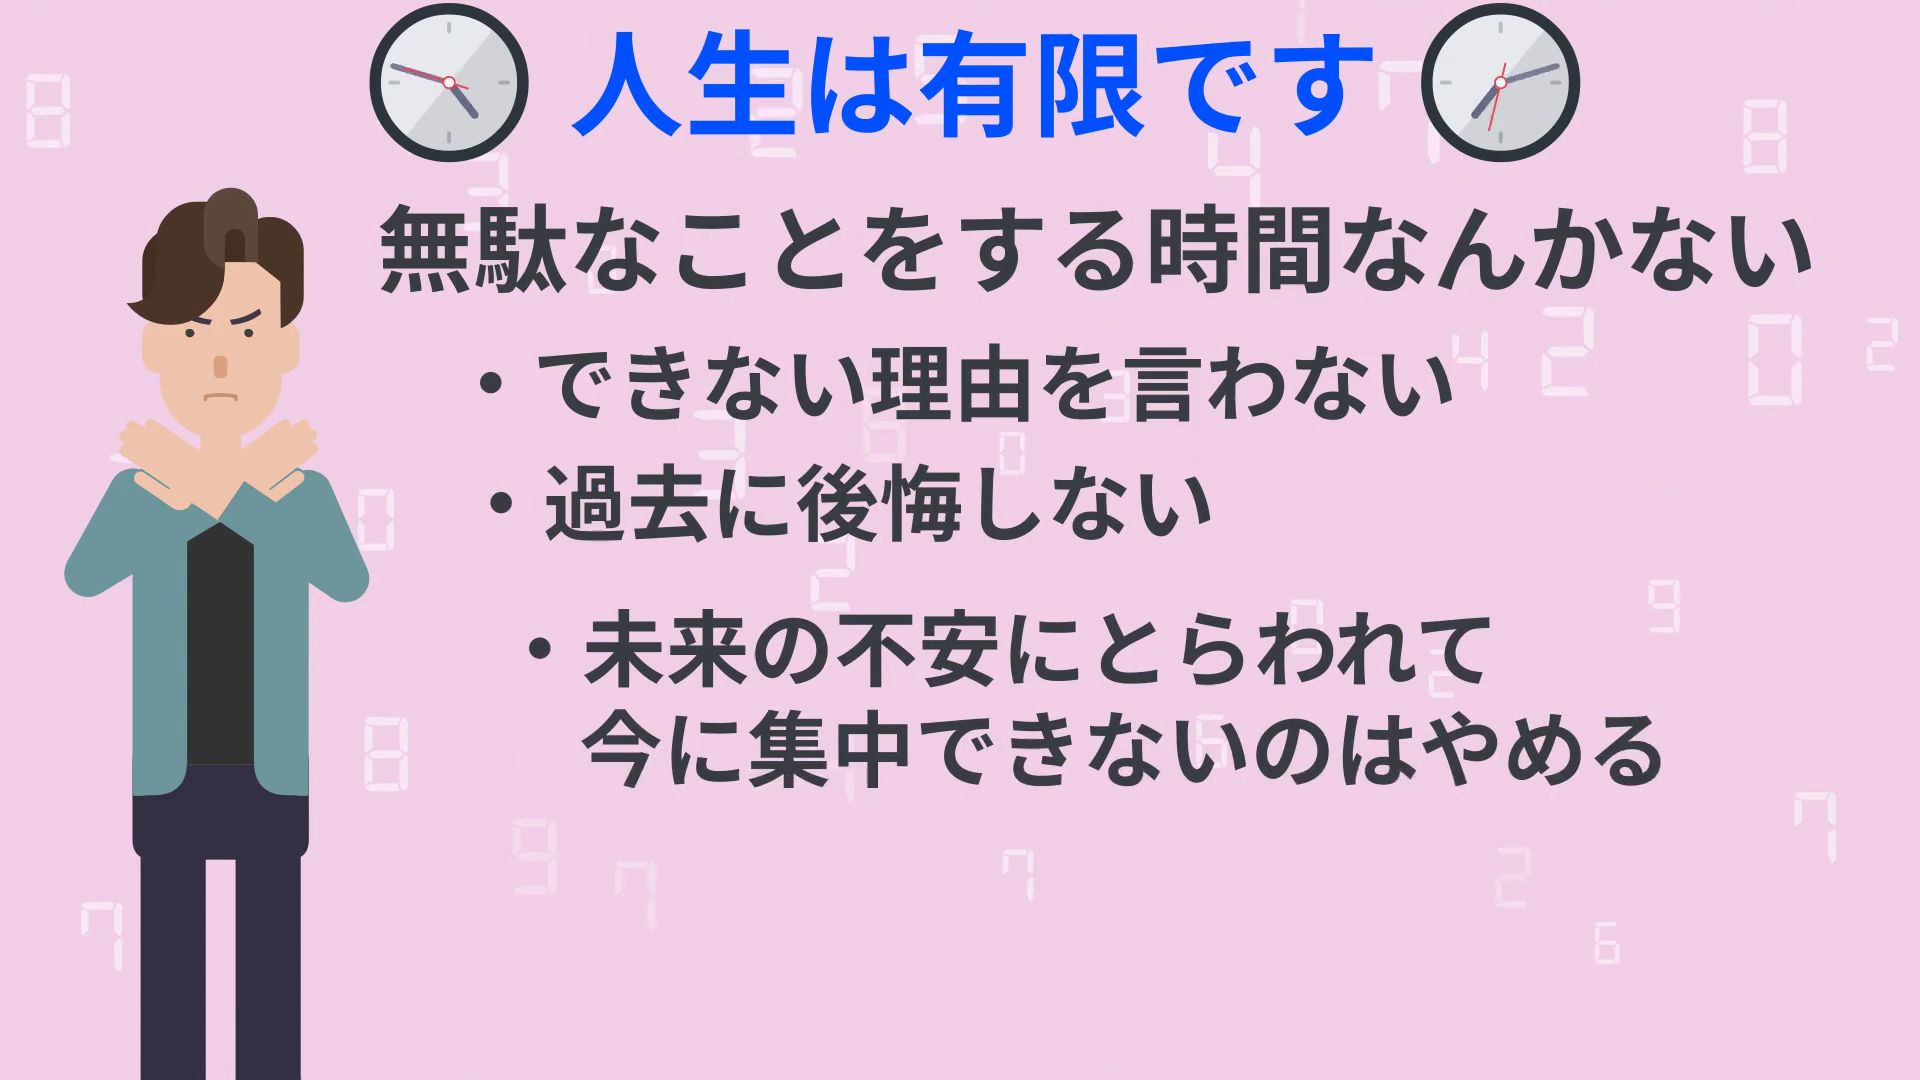 人生は有限です
無駄なことをする時間なんかない
・できない理由を言わない
・過去に後悔しない
・未来の不安にとらわれて
今に集中できないのはやめる